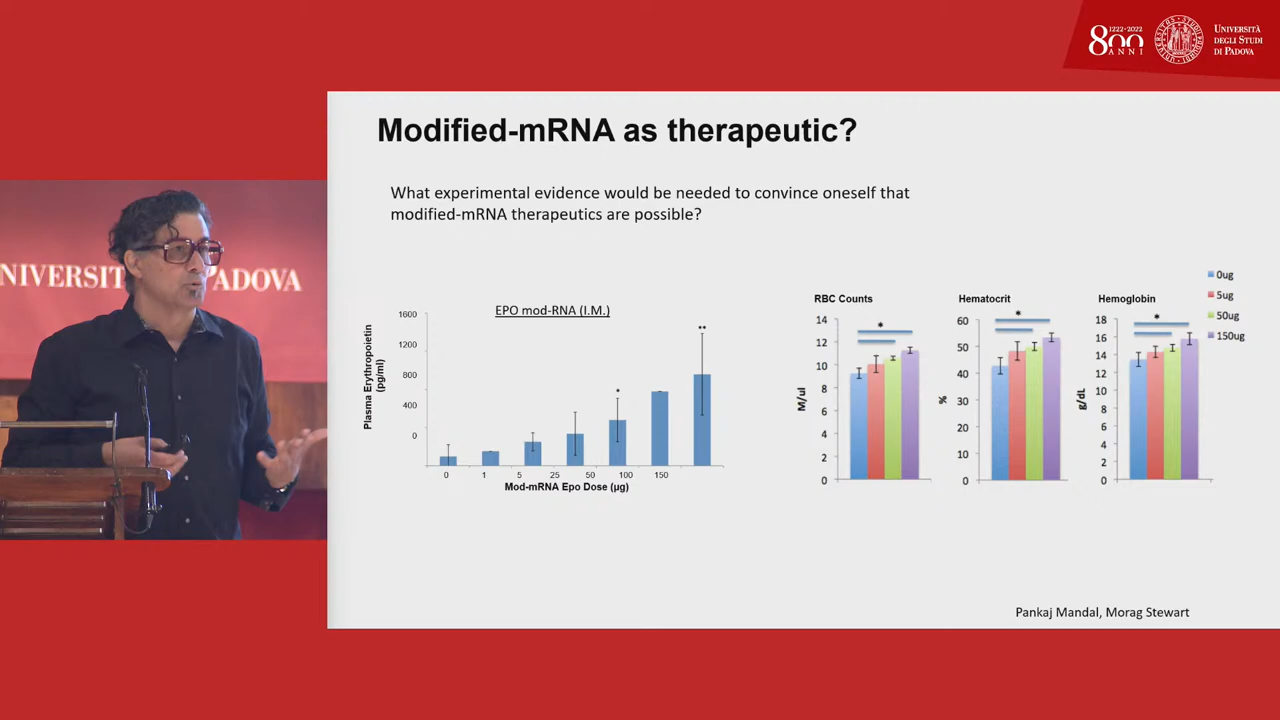 800
1222-2022
ANNI
UNIVERSITÀ
DEGLI STUDI
DI PADOVA
NIVERSIT
PADOVA
Modified-mRNA as therapeutic?
What experimental evidence would be needed to convince oneself that
modified-mRNA therapeutics are possible?
EPO mod-RNA (I.M.)
Plasma Erythropoietin
(pg/ml)
1600
1200
800
400
0
*
**
0 1 5 25 50 100 150
Mod-mRNA Epo Dose (µg)
RBC Counts
M/ul
14
12
10
8
6
4
2
0
*
Hematocrit
%
60
50
40
30
20
10
0
*
Hemoglobin
g/dL
18
16
14
12
10
8
6
4
2
0
*
0ug
5ug
50ug
150ug
Pankaj Mandal, Morag Stewart